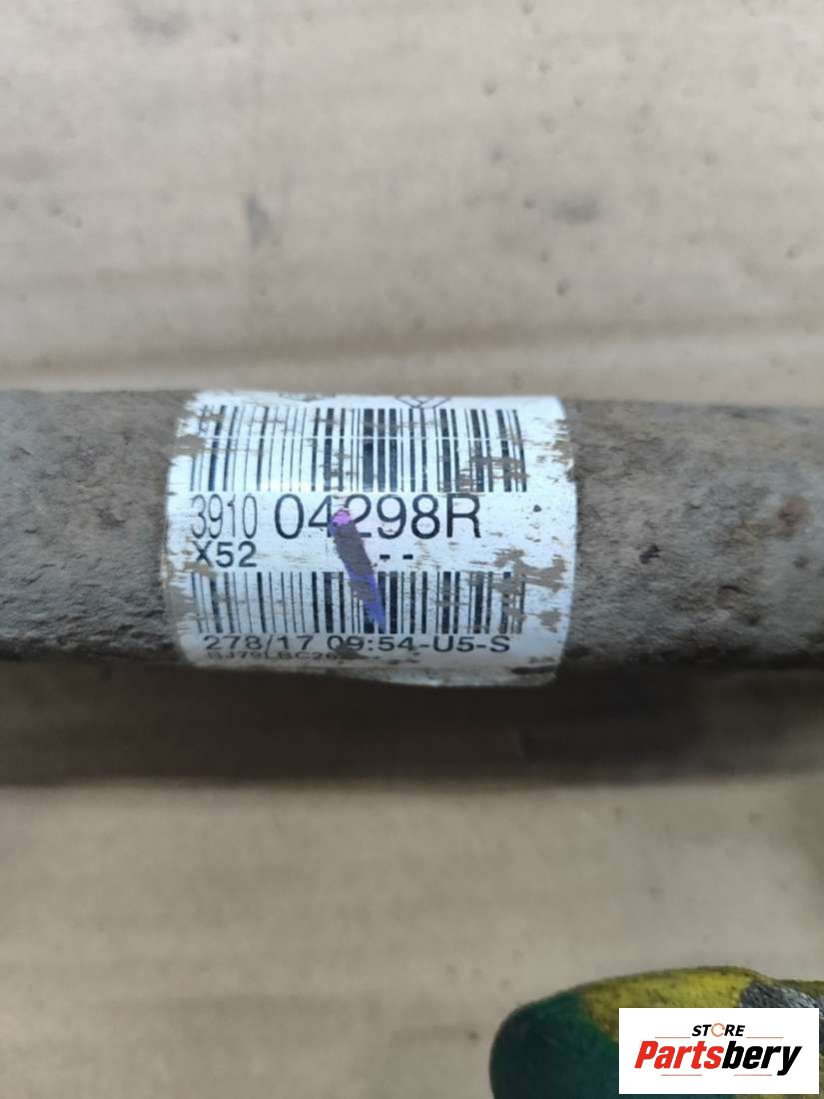 3910 04298R
X52 --
278/17 09:54-U5-S
STORE
Partsbery